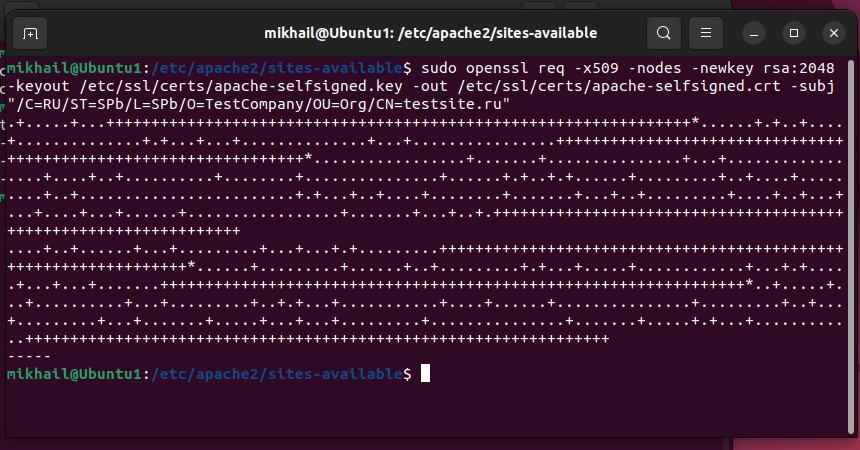 mikhail@Ubuntu1: /etc/apache2/sites-available
mikhail@Ubuntu1:/etc/apache2/sites-available$ sudo openssl req -x509 -nodes -newkey rsa:2048
-keyout /etc/ssl/certs/apache-selfsigned.key -out /etc/ssl/certs/apache-selfsigned.crt -subj
"/C=RU/ST=SPb/L=SPb/O=TestCompany/OU=Org/CN=testsite.ru"
-----
mikhail@Ubuntu1:/etc/apache2/sites-available$